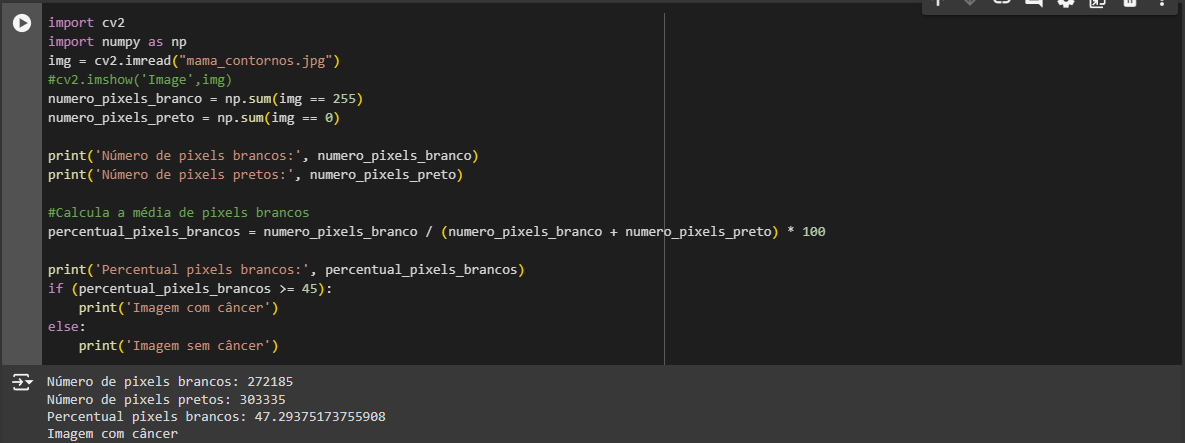 import cv2
import numpy as np
img = cv2.imread("mama_contornos.jpg")
#cv2.imshow('Image',img)
numero_pixels_branco = np.sum(img == 255)
numero_pixels_preto = np.sum(img == 0)
print('Número de pixels brancos:', numero_pixels_branco)
print('Número de pixels pretos:', numero_pixels_preto)
#Calcula a média de pixels brancos
percentual_pixels_brancos = numero_pixels_branco / (numero_pixels_branco + numero_pixels_preto) * 100
print('Percentual pixels brancos:', percentual_pixels_brancos)
if (percentual_pixels_brancos >= 45):
    print('Imagem com câncer')
else:
    print('Imagem sem câncer')
Número de pixels brancos: 272185
Número de pixels pretos: 303335
Percentual pixels brancos: 47.29375173755908
Imagem com câncer